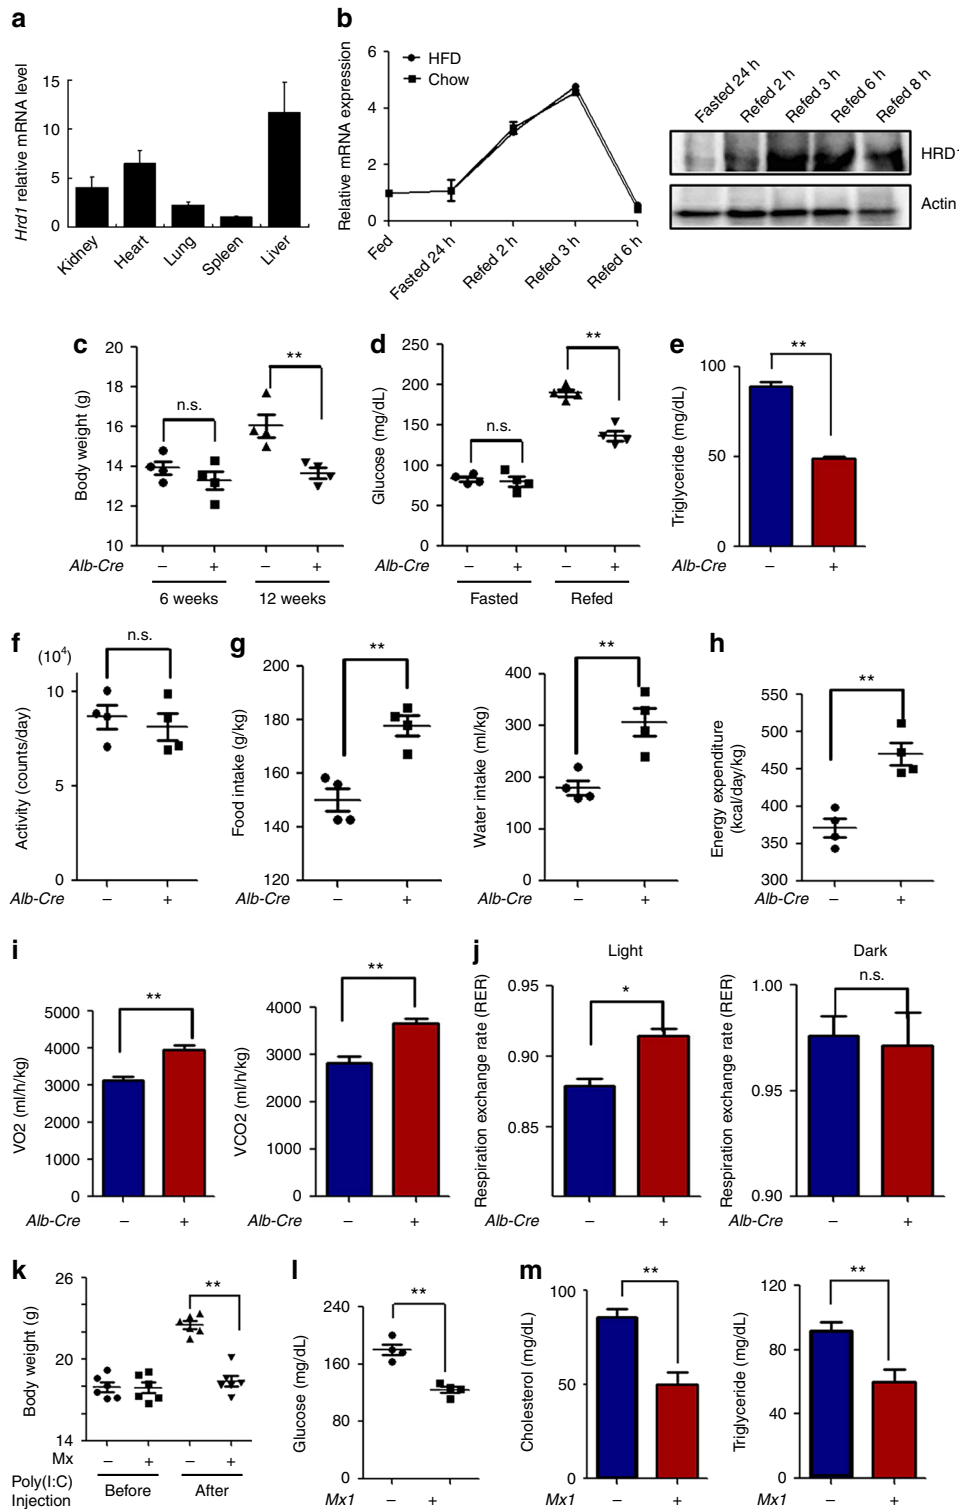 a
Hrd1 relative mRNA level
15
10
5
0
Kidney
Heart
Lung
Spleen
Liver
b
Relative mRNA expression
6
4
2
0
HFD
Chow
Fed
Fasted 24 h
Refed 2 h
Refed 3 h
Refed 6 h
Fasted 24 h
Refed 2 h
Refed 3 h
Refed 6 h
Refed 8 h
HRD1
Actin
c
Body weight (g)
20
18
16
14
12
10
n.s.
**
Alb-Cre – + – +
6 weeks 12 weeks
d
Glucose (mg/dL)
250
200
150
100
50
0
n.s.
**
Alb-Cre – + – +
Fasted Refed
e
Triglyceride (mg/dL)
100
50
0
**
Alb-Cre – +
f
(10⁴)
Activity (counts/day)
10
5
0
n.s.
Alb-Cre – +
g
Food intake (g/kg)
200
180
160
140
120
**
Alb-Cre – +
Water intake (ml/kg)
400
300
200
100
0
**
Alb-Cre – +
h
Energy expenditure
(kcal/day/kg)
550
500
450
400
350
300
**
Alb-Cre – +
i
VO2 (ml/h/kg)
5000
4000
3000
2000
1000
0
**
Alb-Cre – +
VCO2 (ml/h/kg)
4000
3000
2000
1000
0
**
– +
j
Light
Respiration exchange rate (RER)
0.95
0.90
0.85
*
Alb-Cre – +
Dark
Respiration exchange rate (RER)
1.00
0.95
0.90
n.s.
Alb-Cre – +
k
Body weight (g)
26
20
14
**
Mx – + – +
Poly(I:C)
Injection
Before After
l
Glucose (mg/dL)
240
160
80
0
**
Mx1 – +
m
Cholesterol (mg/dL)
100
50
0
**
Mx1 – +
Triglyceride (mg/dL)
120
80
40
0
**
Mx1 – +